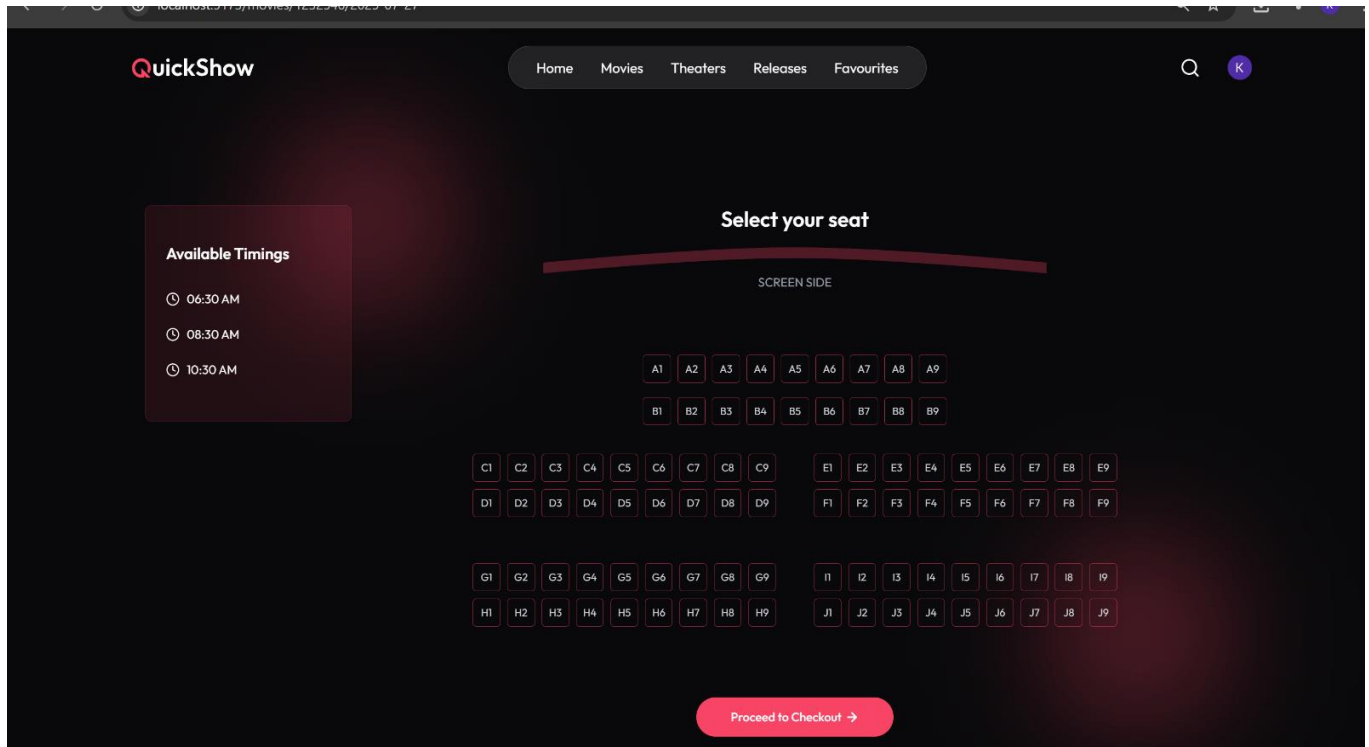 QuickShow
Home Movies Theaters Releases Favourites
K
Available Timings
06:30 AM
08:30 AM
10:30 AM
Select your seat
SCREEN SIDE
A1 A2 A3 A4 A5 A6 A7 A8 A9
B1 B2 B3 B4 B5 B6 B7 B8 B9
C1 C2 C3 C4 C5 C6 C7 C8 C9 E1 E2 E3 E4 E5 E6 E7 E8 E9
D1 D2 D3 D4 D5 D6 D7 D8 D9 F1 F2 F3 F4 F5 F6 F7 F8 F9
G1 G2 G3 G4 G5 G6 G7 G8 G9 I1 I2 I3 I4 I5 I6 I7 I8 I9
H1 H2 H3 H4 H5 H6 H7 H8 H9 J1 J2 J3 J4 J5 J6 J7 J8 J9
Proceed to Checkout →